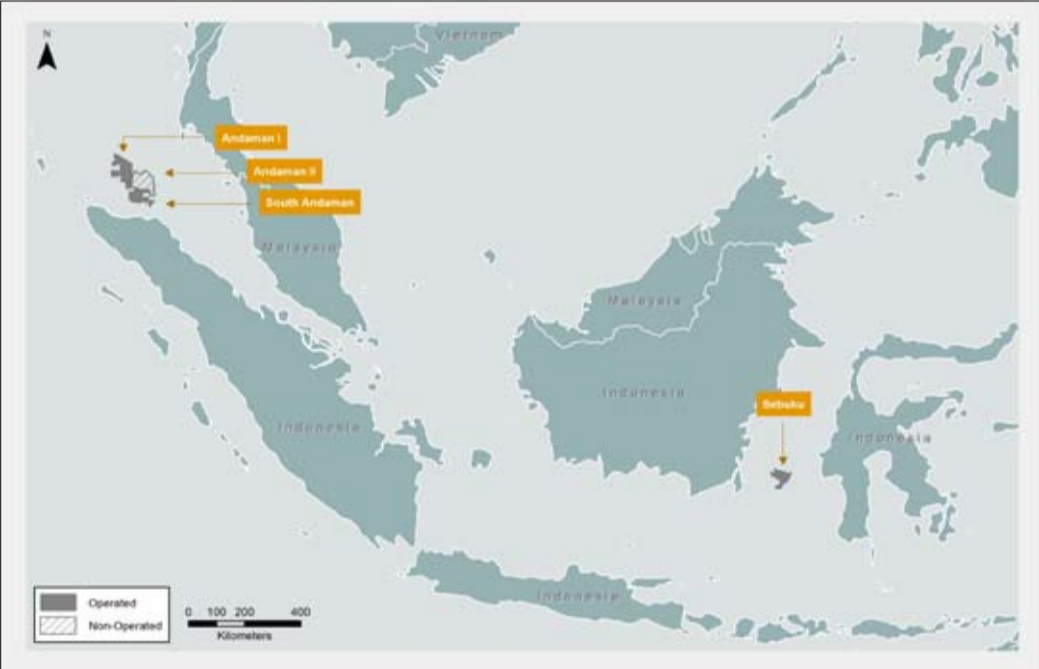 N
Vietnam
Andaman I
Andaman II
South Andaman
Malaysia
Malaysia
Indonesia
Sebuku
Indonesia
Indonesia
Indonesia
Operated
Non-Operated
0 100 200 400
Kilometers